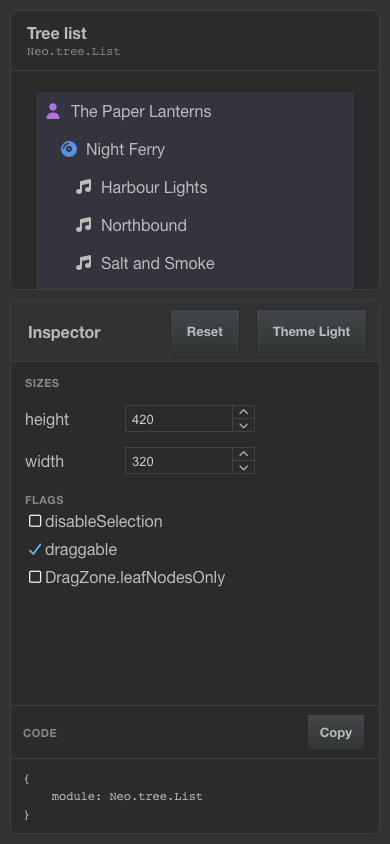 Tree list
Neo.tree.List
The Paper Lanterns
Night Ferry
Harbour Lights
Northbound
Salt and Smoke
Inspector
Reset
Theme Light
SIZES
height
420
width
320
FLAGS
disableSelection
draggable
DragZone.leafNodesOnly
CODE
Copy
{
    module: Neo.tree.List
}